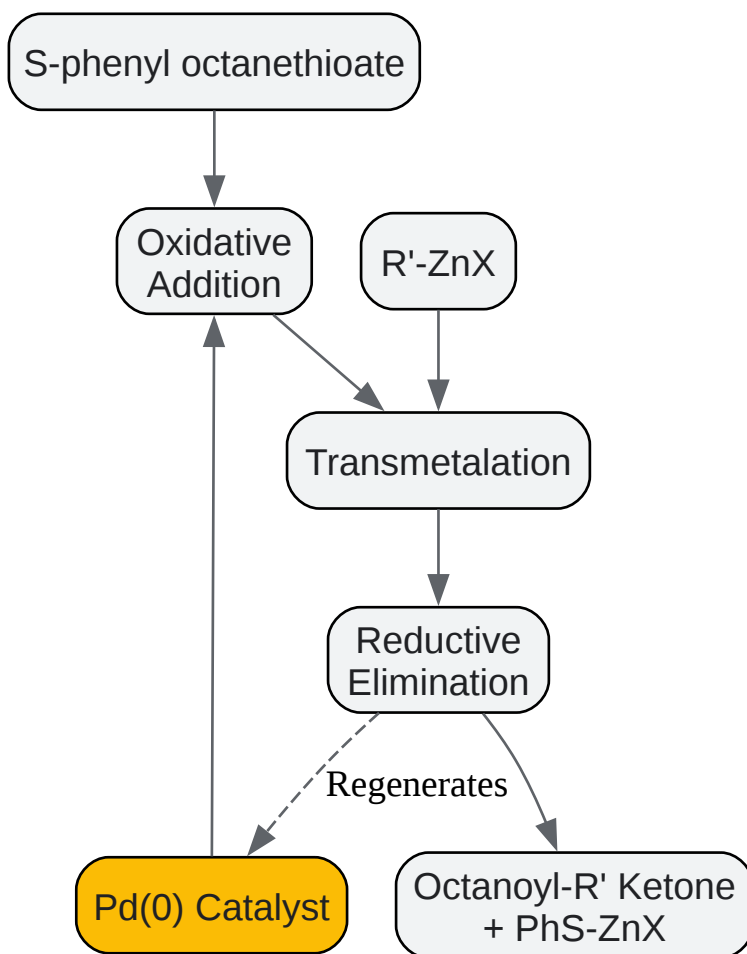 S-phenyl octanethioate
Oxidative
Addition
R'-ZnX
Transmetalation
Reductive
Elimination
Regenerates
Pd(0) Catalyst
Octanoyl-R' Ketone
+ PhS-ZnX